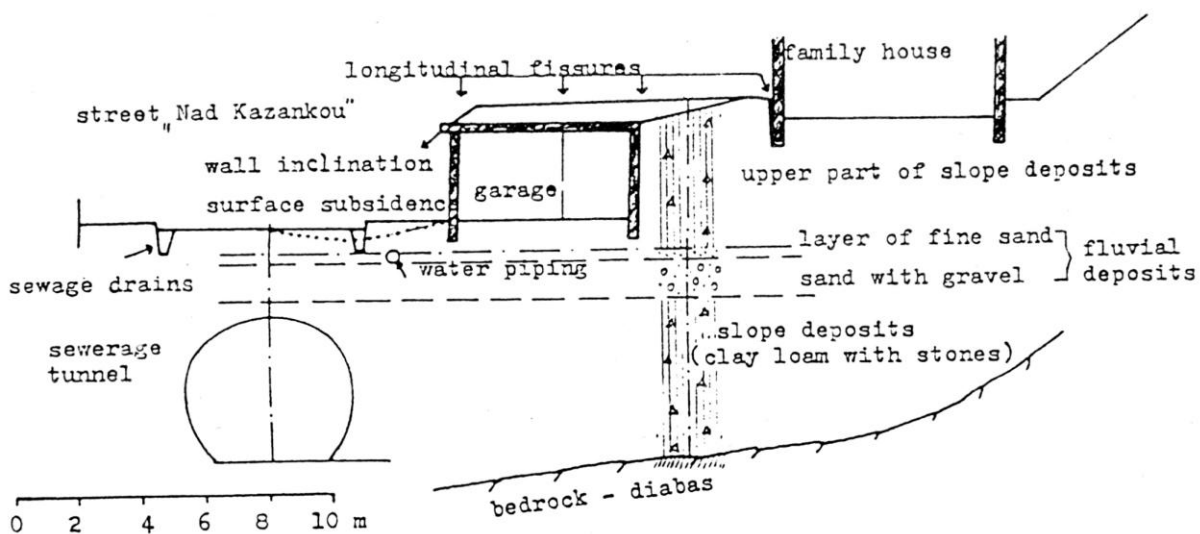 family house
longitudinal fissures
street „Nad Kazankou"
wall inclination
garage
upper part of slope deposits
surface subsidenc
layer of fine sand
fluvial
deposits
water piping
sand with gravel
sewage drains
slope deposits
(clay loam with stones)
sewerage
tunnel
bedrock - diabas
0 2 4 6 8 10 m